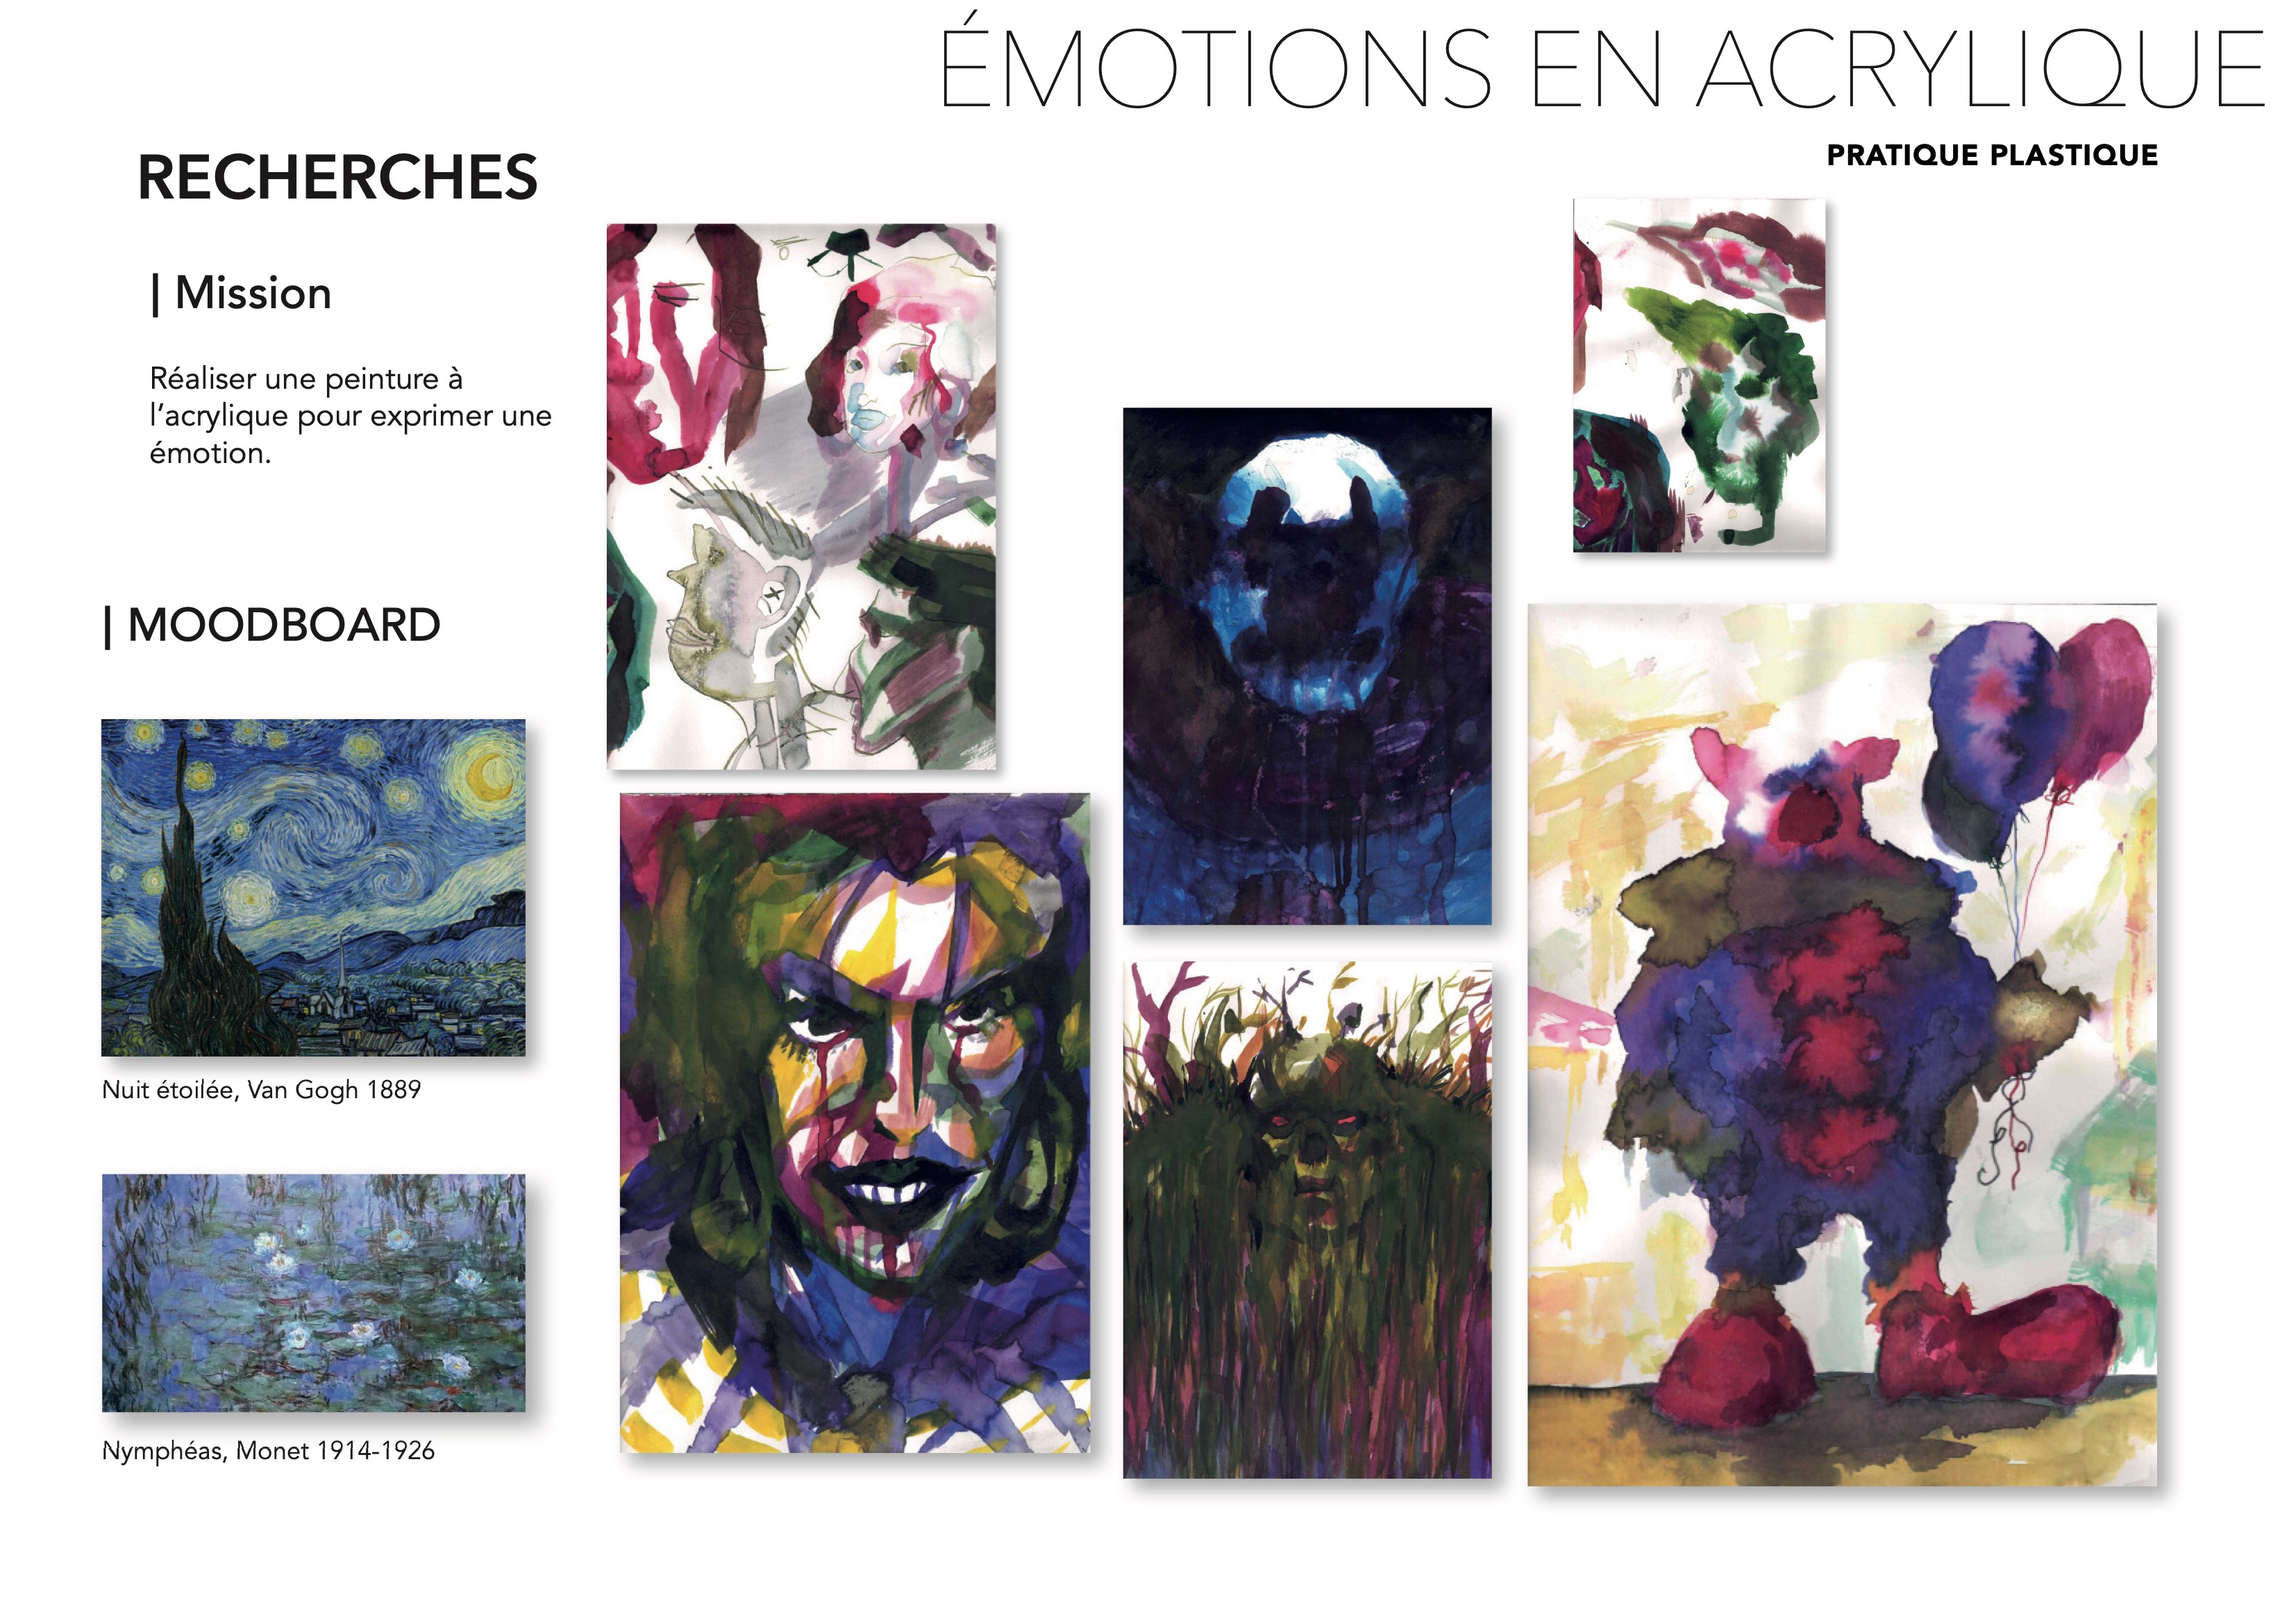 ÉMOTIONS EN ACRYLIQUE
PRATIQUE PLASTIQUE
RECHERCHES
| Mission
Réaliser une peinture à
l’acrylique pour exprimer une
émotion.
| MOODBOARD
Nuit étoilée, Van Gogh 1889
Nymphéas, Monet 1914-1926